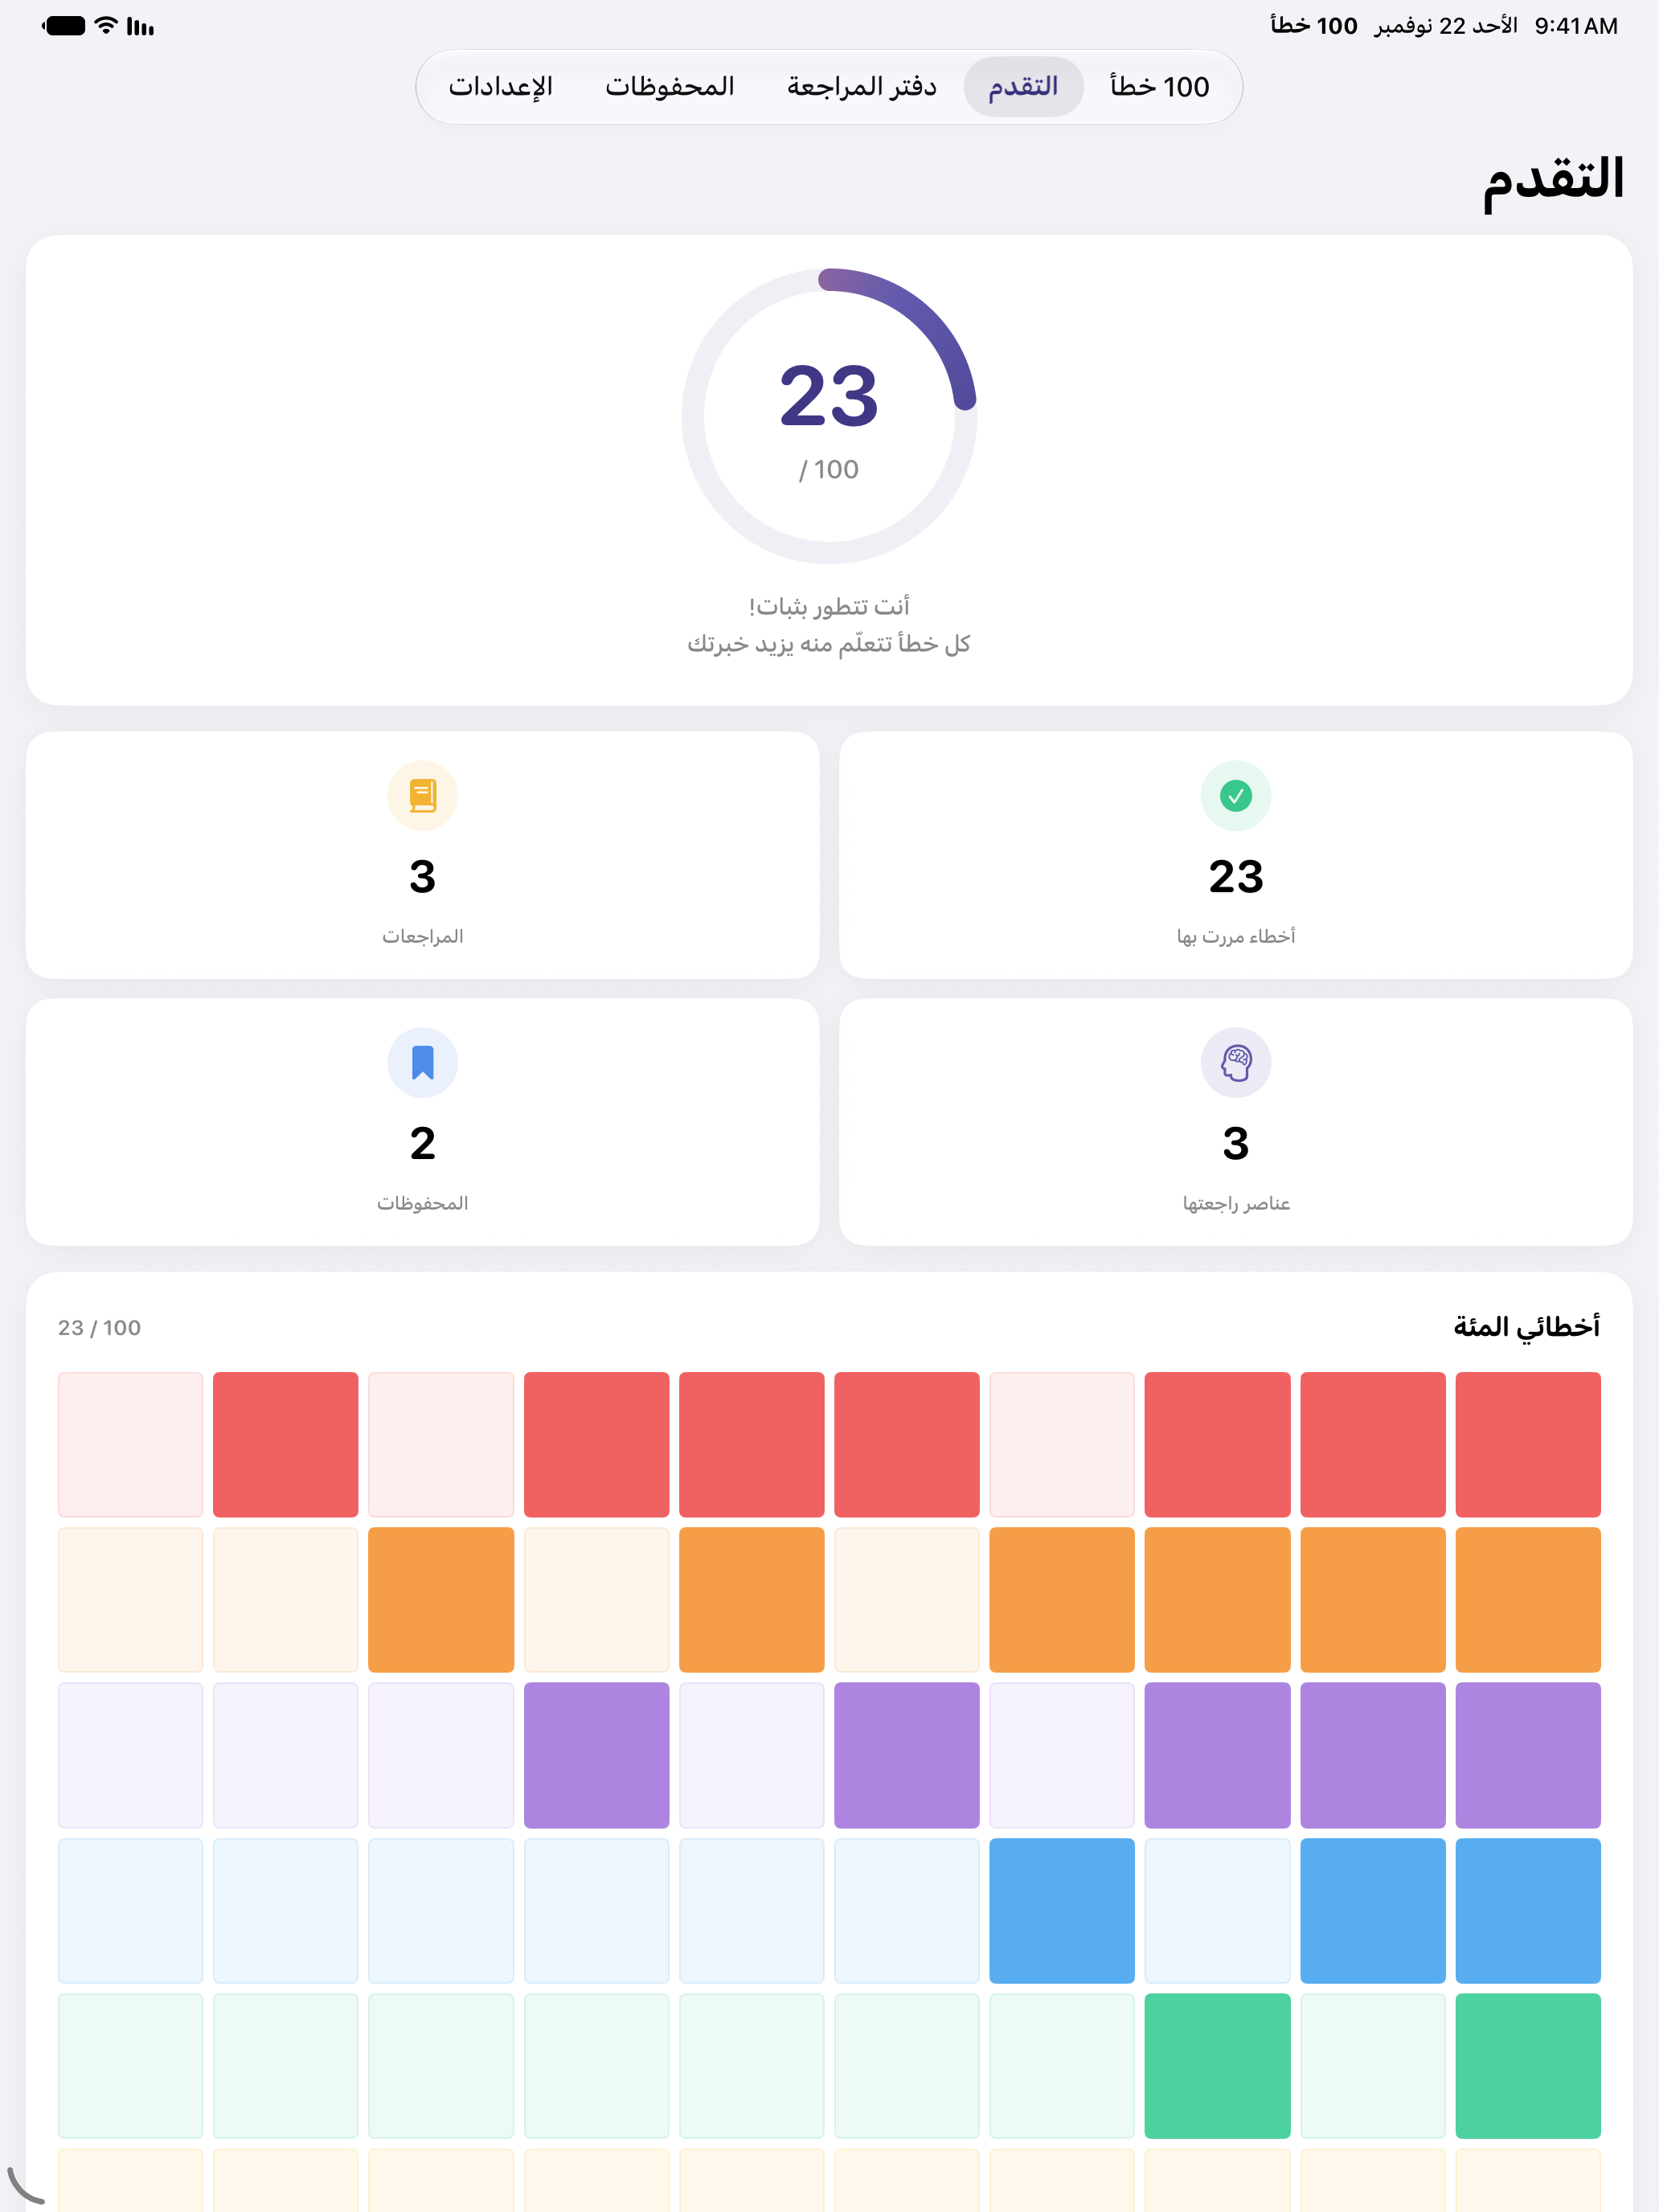 9:41 AM الأحد 22 نوفمبر 100 خطأ
100 خطأ التقدم دفتر المراجعة المحفوظات الإعدادات
التقدم
23
/ 100
أنت تتطور بثبات!
كل خطأ تتعلّم منه يزيد خبرتك
23
أخطاء مررت بها
3
المراجعات
3
عناصر راجعتها
2
المحفوظات
أخطائي المئة
23 / 100